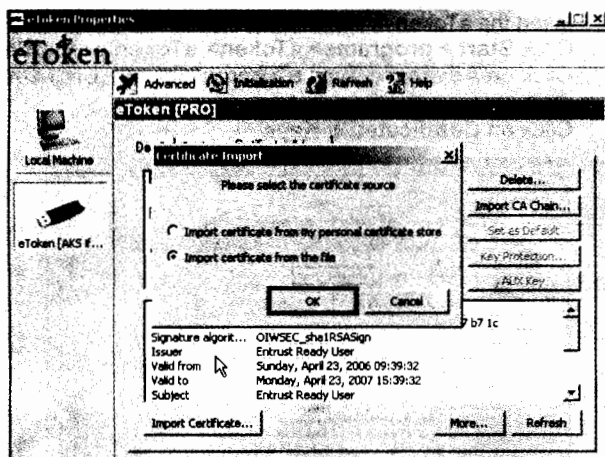 eToken Properties
eToken
Advanced Initialization Refresh Help
eToken [PRO]
Local Machine
eToken [AKS If...
Certificate Import
Please select the certificate source
Import certificate from my personal certificate store
Import certificate from the file
OK Cancel
Delete...
Import CA Chain...
Set as Default
Key Protection...
AUX Key
7 b7 1c
Signature algorit... OIWSEC_sha1RSASign
Issuer Entrust Ready User
Valid from Sunday, April 23, 2006 09:39:32
Valid to Monday, April 23, 2007 15:39:32
Subject Entrust Ready User
Import Certificate... More... Refresh